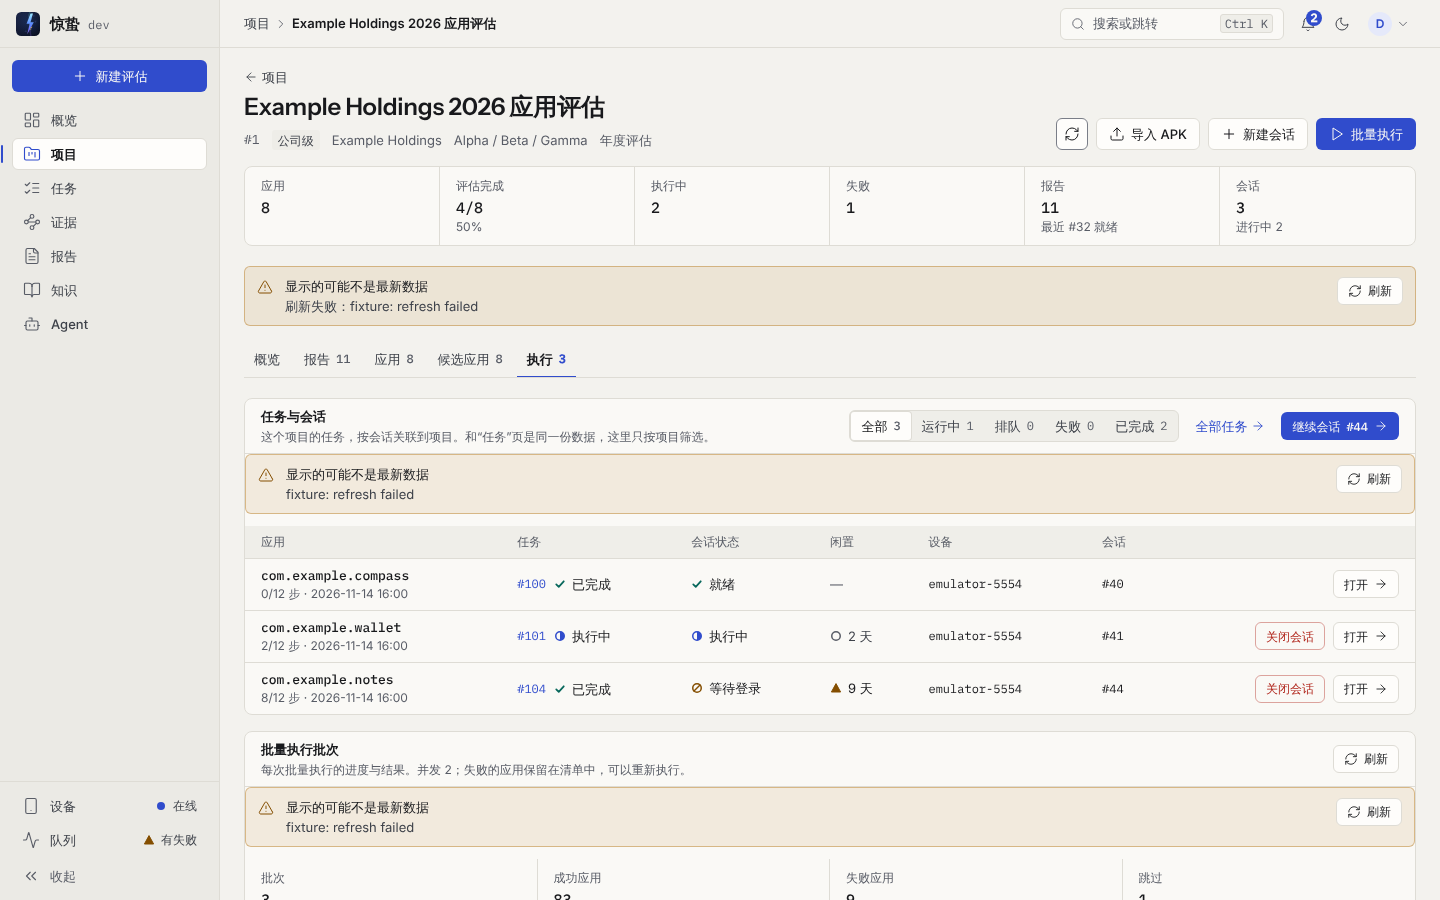 惊蛰 dev
项目 > Example Holdings 2026 应用评估
搜索或跳转 Ctrl K
2
D
新建评估
概览
项目
任务
证据
报告
知识
Agent
设备 在线
队列 有失败
收起
← 项目
Example Holdings 2026 应用评估
#1 公司级 Example Holdings Alpha / Beta / Gamma 年度评估
导入 APK
新建会话
批量执行
应用 评估完成 执行中 失败 报告 会话
8 4/8 2 1 11 3
50% 最近 #32 就绪 进行中 2
显示的可能不是最新数据
刷新失败：fixture: refresh failed
刷新
概览 报告 11 应用 8 候选应用 8 执行 3
任务与会话
这个项目的任务，按会话关联到项目。和“任务”页是同一份数据，这里只按项目筛选。
全部 3 运行中 1 排队 0 失败 0 已完成 2
全部任务 →
继续会话 #44 →
显示的可能不是最新数据
fixture: refresh failed
刷新
应用 任务 会话状态 闲置 设备 会话
com.example.compass #100 已完成 就绪 — emulator-5554 #40 打开 →
0/12 步 · 2026-11-14 16:00
com.example.wallet #101 执行中 执行中 2 天 emulator-5554 #41 关闭会话 打开 →
2/12 步 · 2026-11-14 16:00
com.example.notes #104 已完成 等待登录 9 天 emulator-5554 #44 关闭会话 打开 →
8/12 步 · 2026-11-14 16:00
批量执行批次
每次批量执行的进度与结果。并发 2；失败的应用保留在清单中，可以重新执行。
刷新
显示的可能不是最新数据
fixture: refresh failed
刷新
批次 成功应用 失败应用 跳过
3 83 9 1